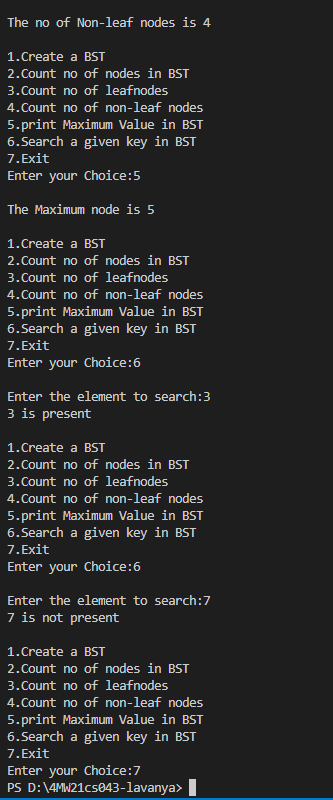 The no of Non-leaf nodes is 4
1.Create a BST
2.Count no of nodes in BST
3.Count no of leafnodes
4.Count no of non-leaf nodes
5.print Maximum Value in BST
6.Search a given key in BST
7.Exit
Enter your Choice:5
The Maximum node is 5
1.Create a BST
2.Count no of nodes in BST
3.Count no of leafnodes
4.Count no of non-leaf nodes
5.print Maximum Value in BST
6.Search a given key in BST
7.Exit
Enter your Choice:6
Enter the element to search:3
3 is present
1.Create a BST
2.Count no of nodes in BST
3.Count no of leafnodes
4.Count no of non-leaf nodes
5.print Maximum Value in BST
6.Search a given key in BST
7.Exit
Enter your Choice:6
Enter the element to search:7
7 is not present
1.Create a BST
2.Count no of nodes in BST
3.Count no of leafnodes
4.Count no of non-leaf nodes
5.print Maximum Value in BST
6.Search a given key in BST
7.Exit
Enter your Choice:7
PS D:\4MW21cs043-lavanya>